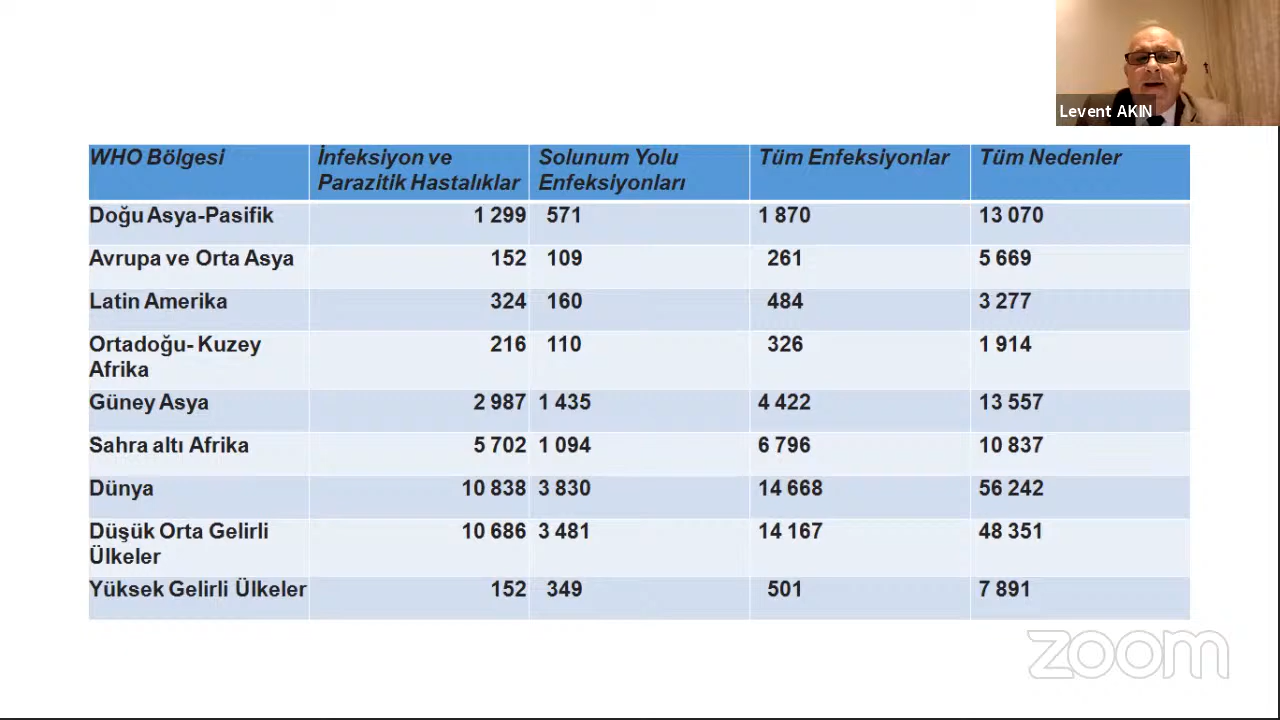 Levent AKIN
WHO Bölgesi
İnfeksiyon ve
Parazitik Hastalıklar
Solunum Yolu
Enfeksiyonları
Tüm Enfeksiyonlar
Tüm Nedenler
Doğu Asya-Pasifik 1 299 571 1 870 13 070
Avrupa ve Orta Asya 152 109 261 5 669
Latin Amerika 324 160 484 3 277
Ortadoğu- Kuzey
Afrika
216 110 326 1 914
Güney Asya 2 987 1 435 4 422 13 557
Sahra altı Afrika 5 702 1 094 6 796 10 837
Dünya 10 838 3 830 14 668 56 242
Düşük Orta Gelirli
Ülkeler
10 686 3 481 14 167 48 351
Yüksek Gelirli Ülkeler 152 349 501 7 891
zoom